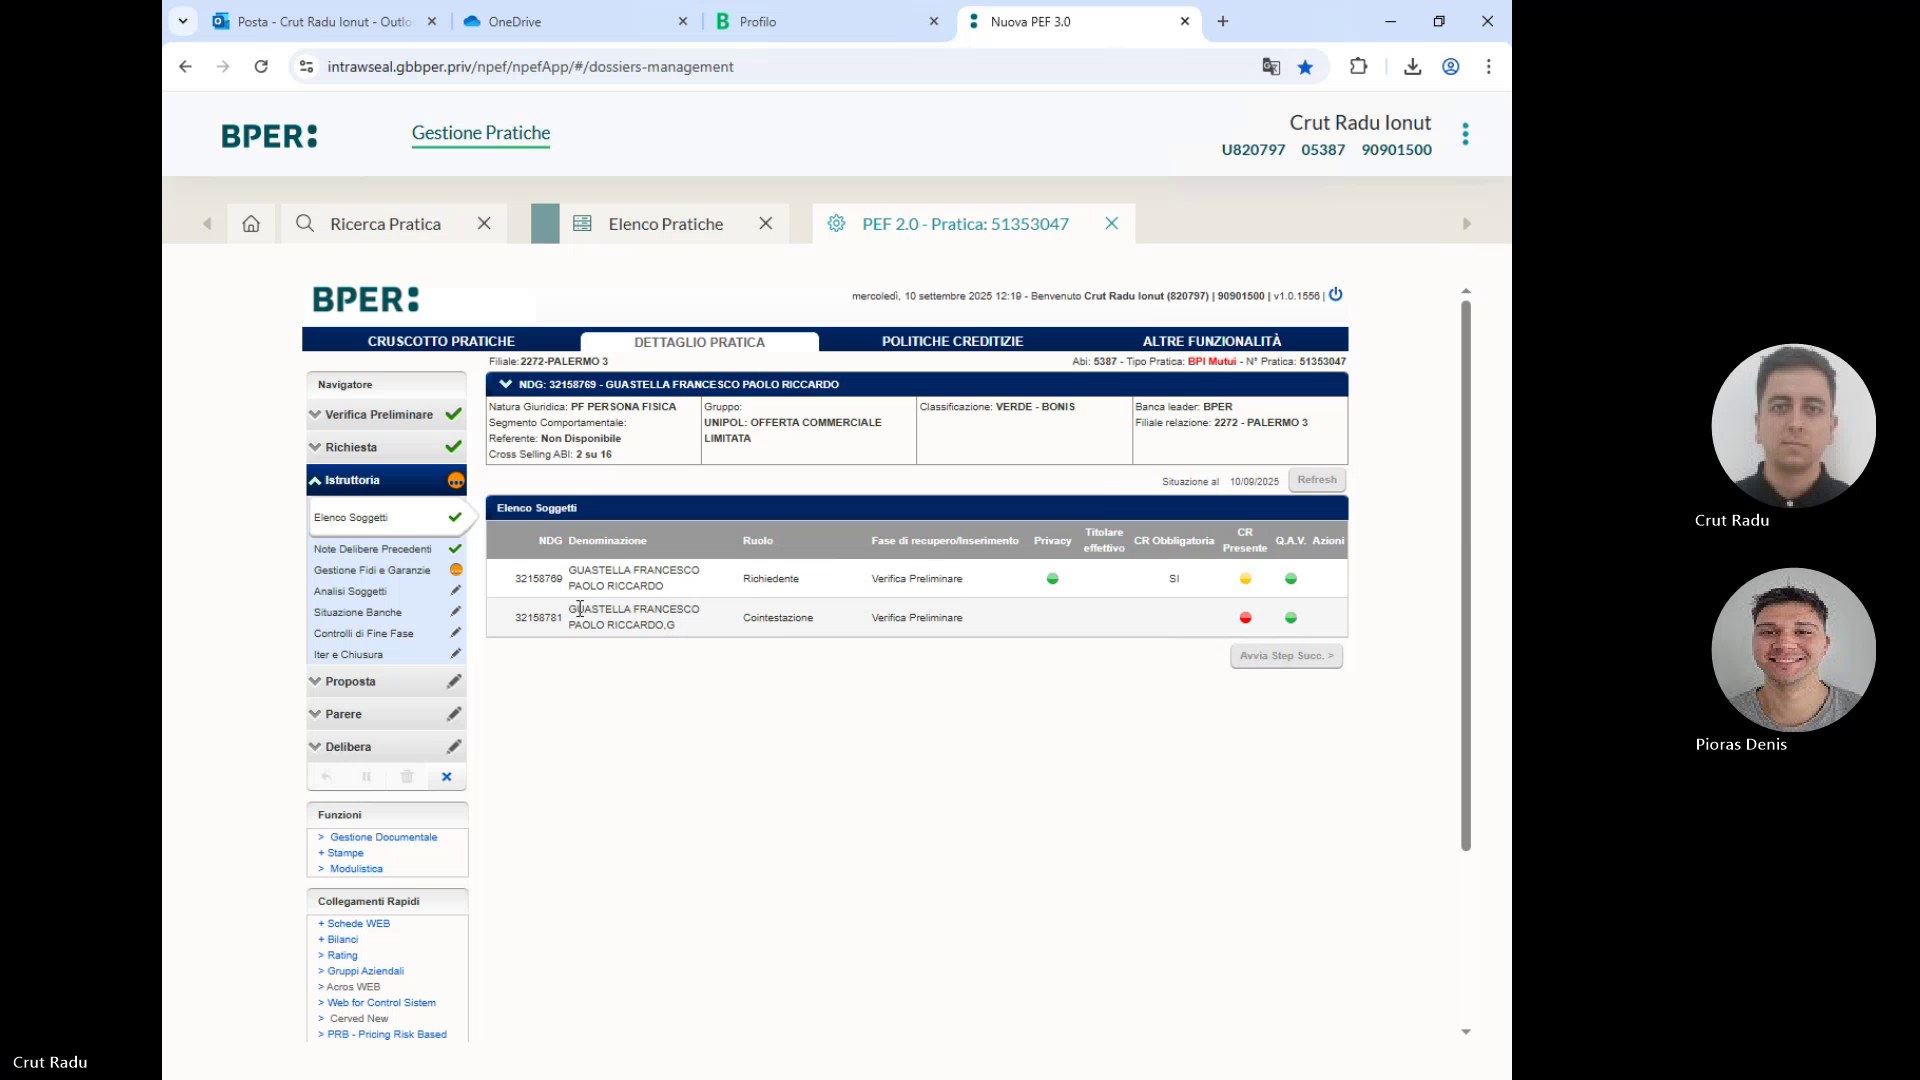 Posta - Crut Radu Ionut - Outlo
OneDrive
Profilo
Nuova PEF 3.0
intrawseal.gbbper.priv/npef/npefApp/#/dossiers-management
BPER:
Gestione Pratiche
Crut Radu Ionut
U820797 05387 90901500
Ricerca Pratica
Elenco Pratiche
PEF 2.0 - Pratica: 51353047
BPER:
mercoledì, 10 settembre 2025 12:19 - Benvenuto Crut Radu Ionut (820797) | 90901500 | v1.0.1556 |
CRUSCOTTO PRATICHE
DETTAGLIO PRATICA
POLITICHE CREDITIZIE
ALTRE FUNZIONALITÀ
Filiale: 2272-PALERMO 3
Abi: 5387 - Tipo Pratica: BPI Mutui - N° Pratica: 51353047
Navigatore
Verifica Preliminare
Richiesta
Istruttoria
Elenco Soggetti
Note Delibere Precedenti
Gestione Fidi e Garanzie
Analisi Soggetti
Situazione Banche
Controlli di Fine Fase
Iter e Chiusura
Proposta
Parere
Delibera
Funzioni
> Gestione Documentale
+ Stampe
> Modulistica
Collegamenti Rapidi
+ Schede WEB
+ Bilanci
> Rating
> Gruppi Aziendali
> Acros WEB
> Web for Control Sistem
> Cerved New
> PRB - Pricing Risk Based
NDG: 32158769 - GUASTELLA FRANCESCO PAOLO RICCARDO
Natura Giuridica: PF PERSONA FISICA
Segmento Comportamentale:
Referente: Non Disponibile
Cross Selling ABI: 2 su 16
Gruppo:
UNIPOL: OFFERTA COMMERCIALE
LIMITATA
Classificazione: VERDE - BONIS
Banca leader: BPER
Filiale relazione: 2272 - PALERMO 3
Situazione al 10/09/2025
Refresh
Elenco Soggetti
NDG Denominazione Ruolo Fase di recupero/Inserimento Privacy Titolare effettivo CR Obbligatoria CR Presente Q.A.V. Azioni
32158769 GUASTELLA FRANCESCO PAOLO RICCARDO Richiedente Verifica Preliminare SI
32158781 GUASTELLA FRANCESCO PAOLO RICCARDO,G Cointestazione Verifica Preliminare
Avvia Step Succ. >
Crut Radu
Pioras Denis
Crut Radu